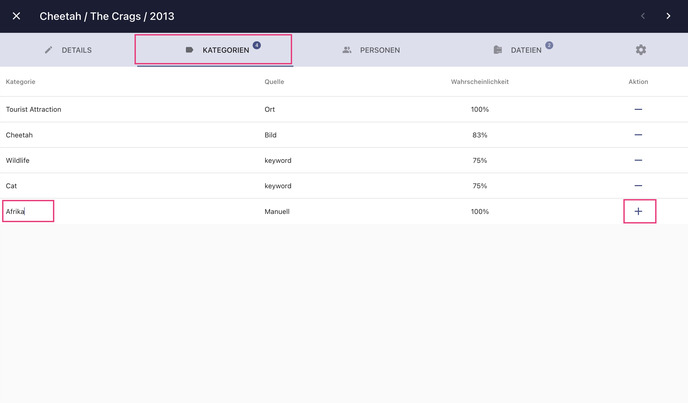 Cheetah / The Crags / 2013
DETAILS KATEGORIEN 4 PERSONEN DATEIEN 2
Kategorie Quelle Wahrscheinlichkeit Aktion
Tourist Attraction Ort 100%
Cheetah Bild 83%
Wildlife keyword 75%
Cat keyword 75%
Afrika Manuell 100%